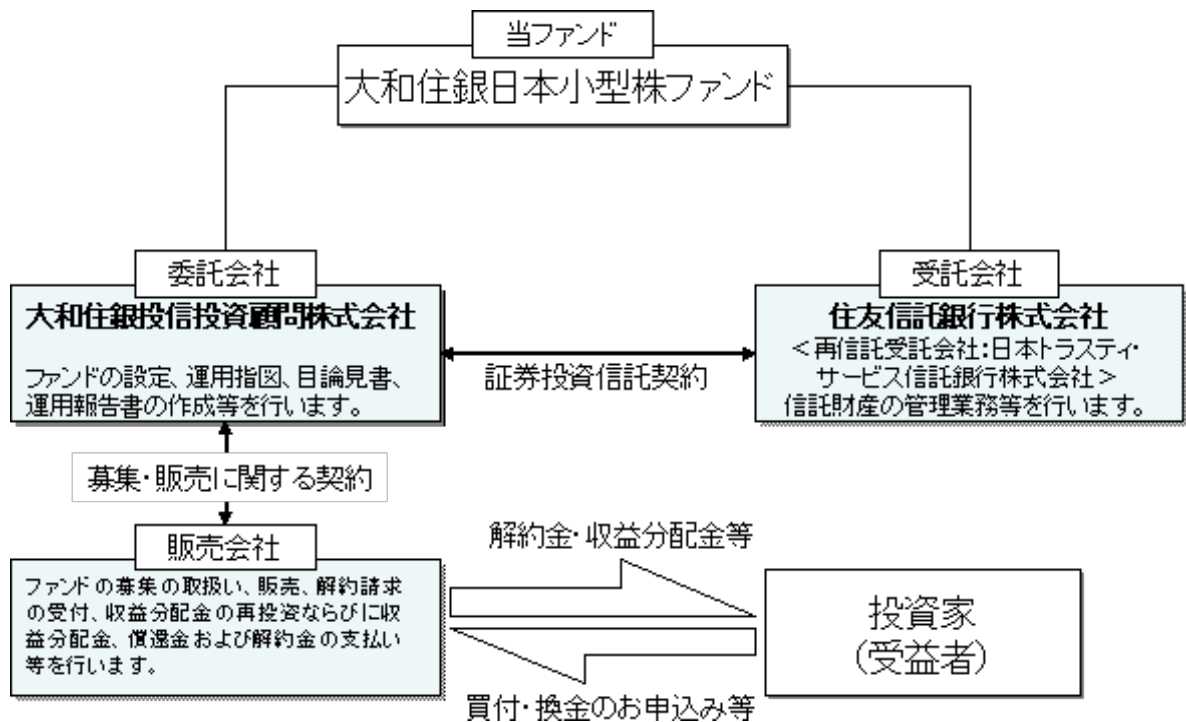 当ファンド
大和住銀日本小型株ファンド
委託会社
大和住銀投信投資顧問株式会社
ファンドの設定、運用指図、目論見書、
運用報告書の作成等を行います。
受託会社
住友信託銀行株式会社
＜再信託受託会社:日本トラスティ・
サービス信託銀行株式会社＞
信託財産の管理業務等を行います。
証券投資信託契約
募集・販売に関する契約
販売会社
ファンドの募集の取扱い、販売、解約請求
の受付、収益分配金の再投資ならびに収
益分配金、償還金および解約金の支払い
等を行います。
解約金・収益分配金等
買付・換金のお申込み等
投資家
(受益者)